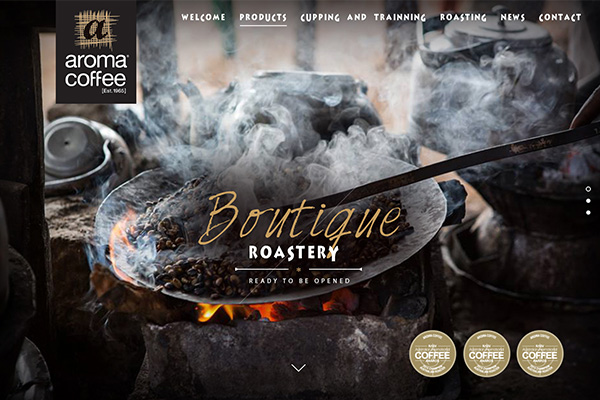 WELCOME PRODUCTS CUPPING AND TRAINNING ROASTING NEWS CONTACT
a
aroma®
coffee
[Est. 1965]
Boutique
ROASTERY
READY TO BE OPENED
COFFEE
COFFEE
COFFEE